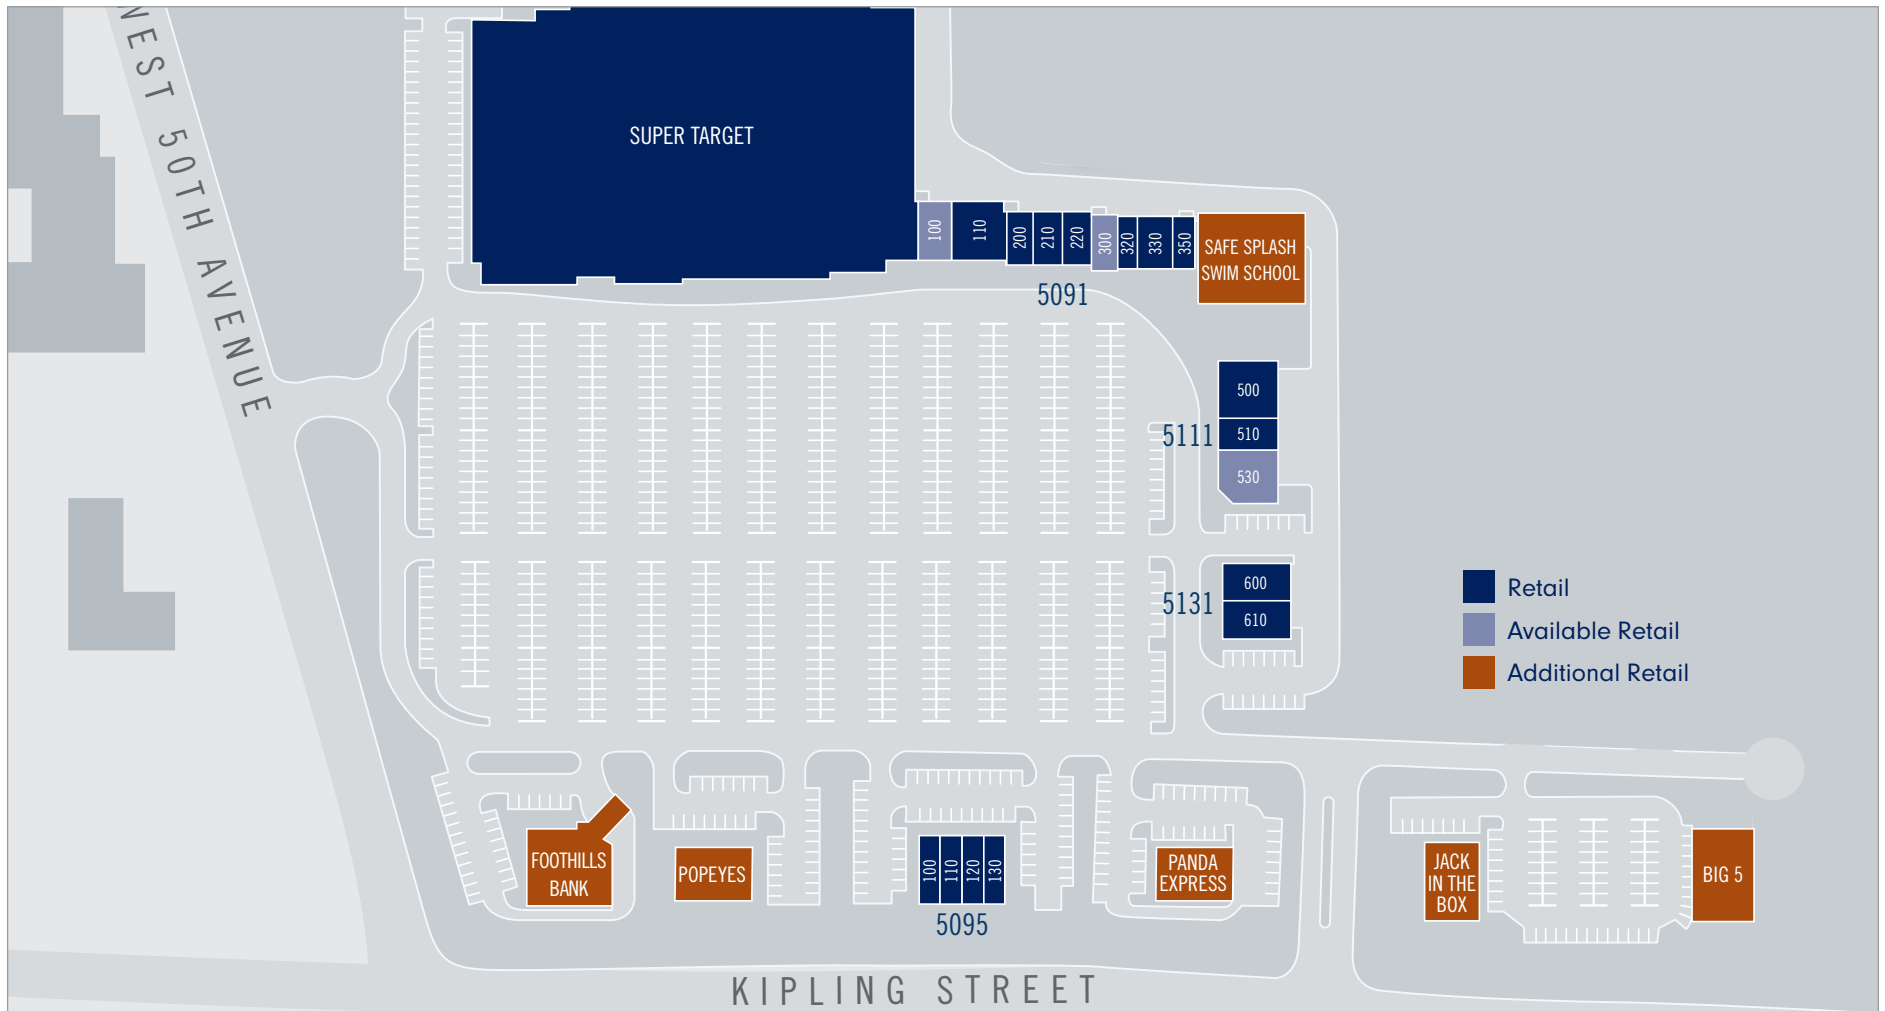 WEST 50TH AVENUE
SUPER TARGET
100
110
200
210
220
300
320
330
350
SAFE SPLASH
SWIM SCHOOL
5091
500
5111
510
530
5131
600
610
Retail
Available Retail
Additional Retail
FOOTHILLS
BANK
POPEYES
100
110
120
130
5095
PANDA
EXPRESS
JACK
IN THE
BOX
BIG 5
KIPLING STREET